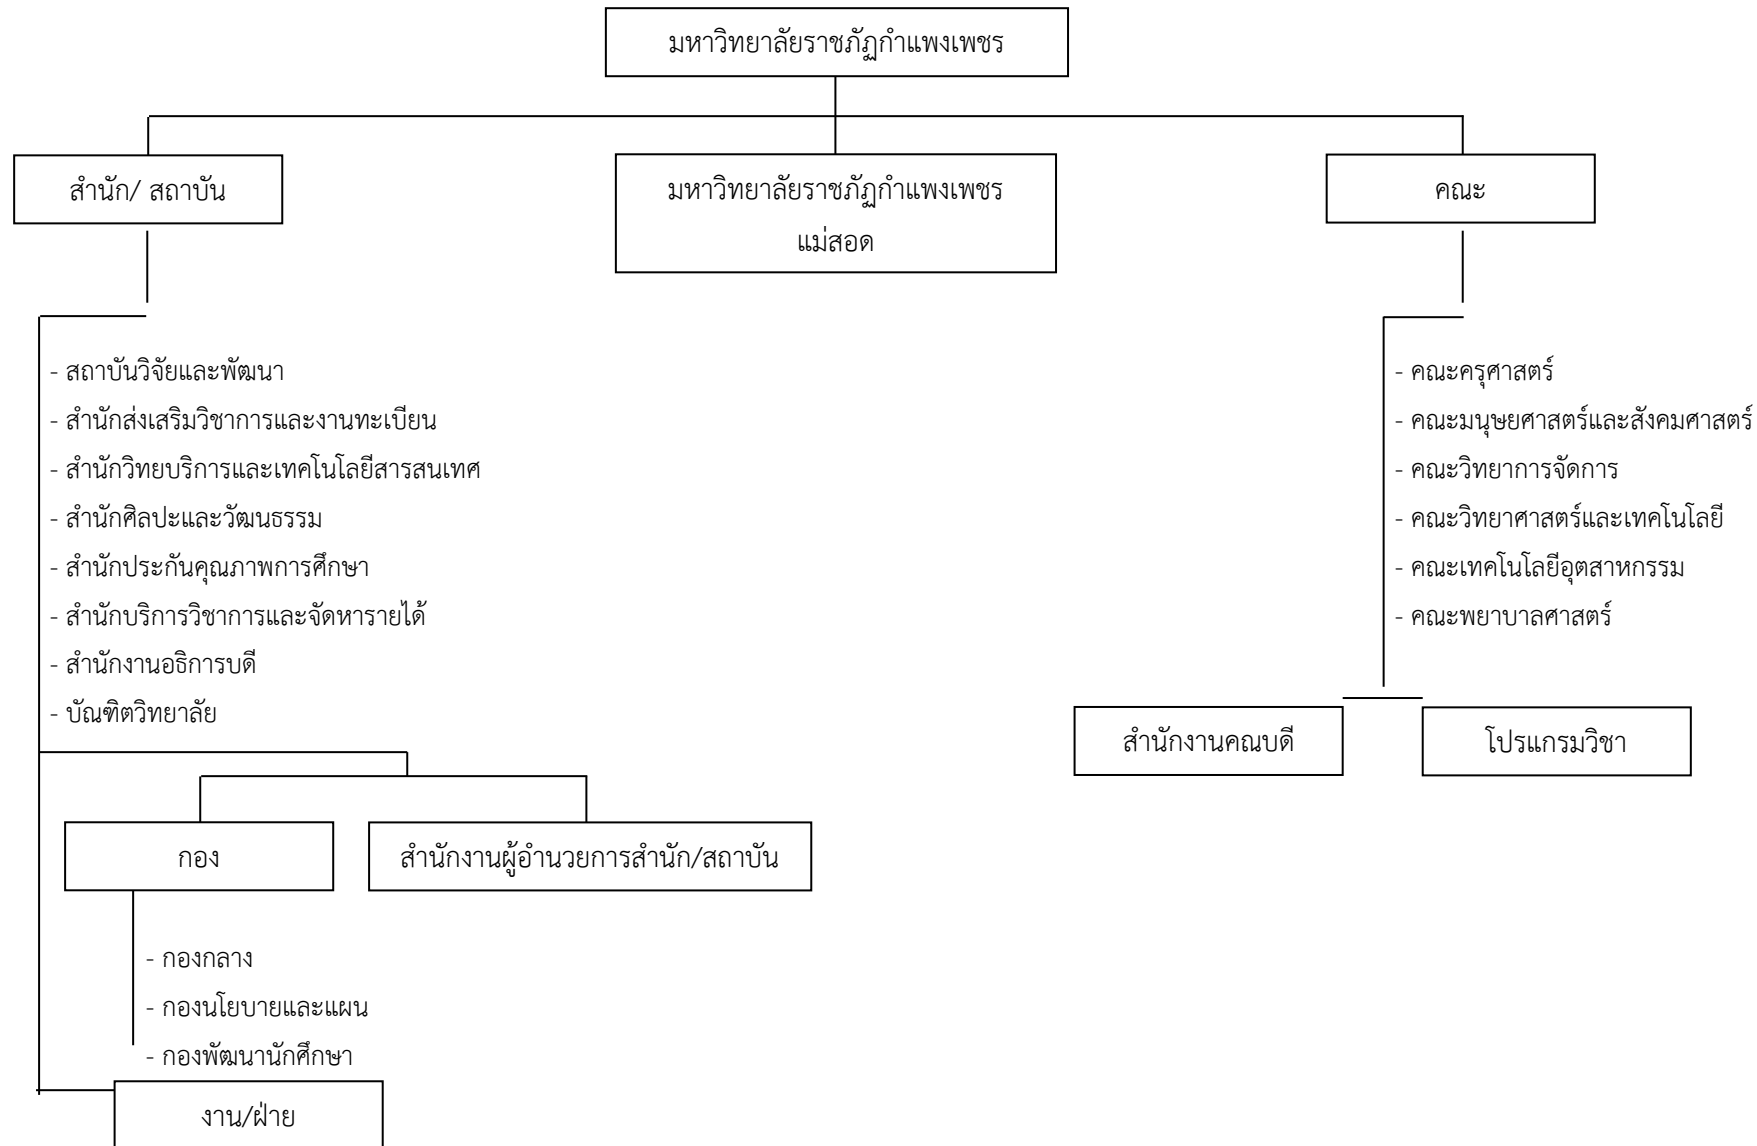 มหาวิทยาลัยราชภัฏกำแพงเพชร
สำนัก/ สถาบัน
มหาวิทยาลัยราชภัฏกำแพงเพชร
แม่สอด
คณะ
- สถาบันวิจัยและพัฒนา
- สำนักส่งเสริมวิชาการและงานทะเบียน
- สำนักวิทยบริการและเทคโนโลยีสารสนเทศ
- สำนักศิลปะและวัฒนธรรม
- สำนักประกันคุณภาพการศึกษา
- สำนักบริการวิชาการและจัดหารายได้
- สำนักงานอธิการบดี
- บัณฑิตวิทยาลัย
- คณะครุศาสตร์
- คณะมนุษยศาสตร์และสังคมศาสตร์
- คณะวิทยาการจัดการ
- คณะวิทยาศาสตร์และเทคโนโลยี
- คณะเทคโนโลยีอุตสาหกรรม
- คณะพยาบาลศาสตร์
สำนักงานคณบดี
โปรแกรมวิชา
กอง
สำนักงานผู้อำนวยการสำนัก/สถาบัน
- กองกลาง
- กองนโยบายและแผน
- กองพัฒนานักศึกษา
งาน/ฝ่าย